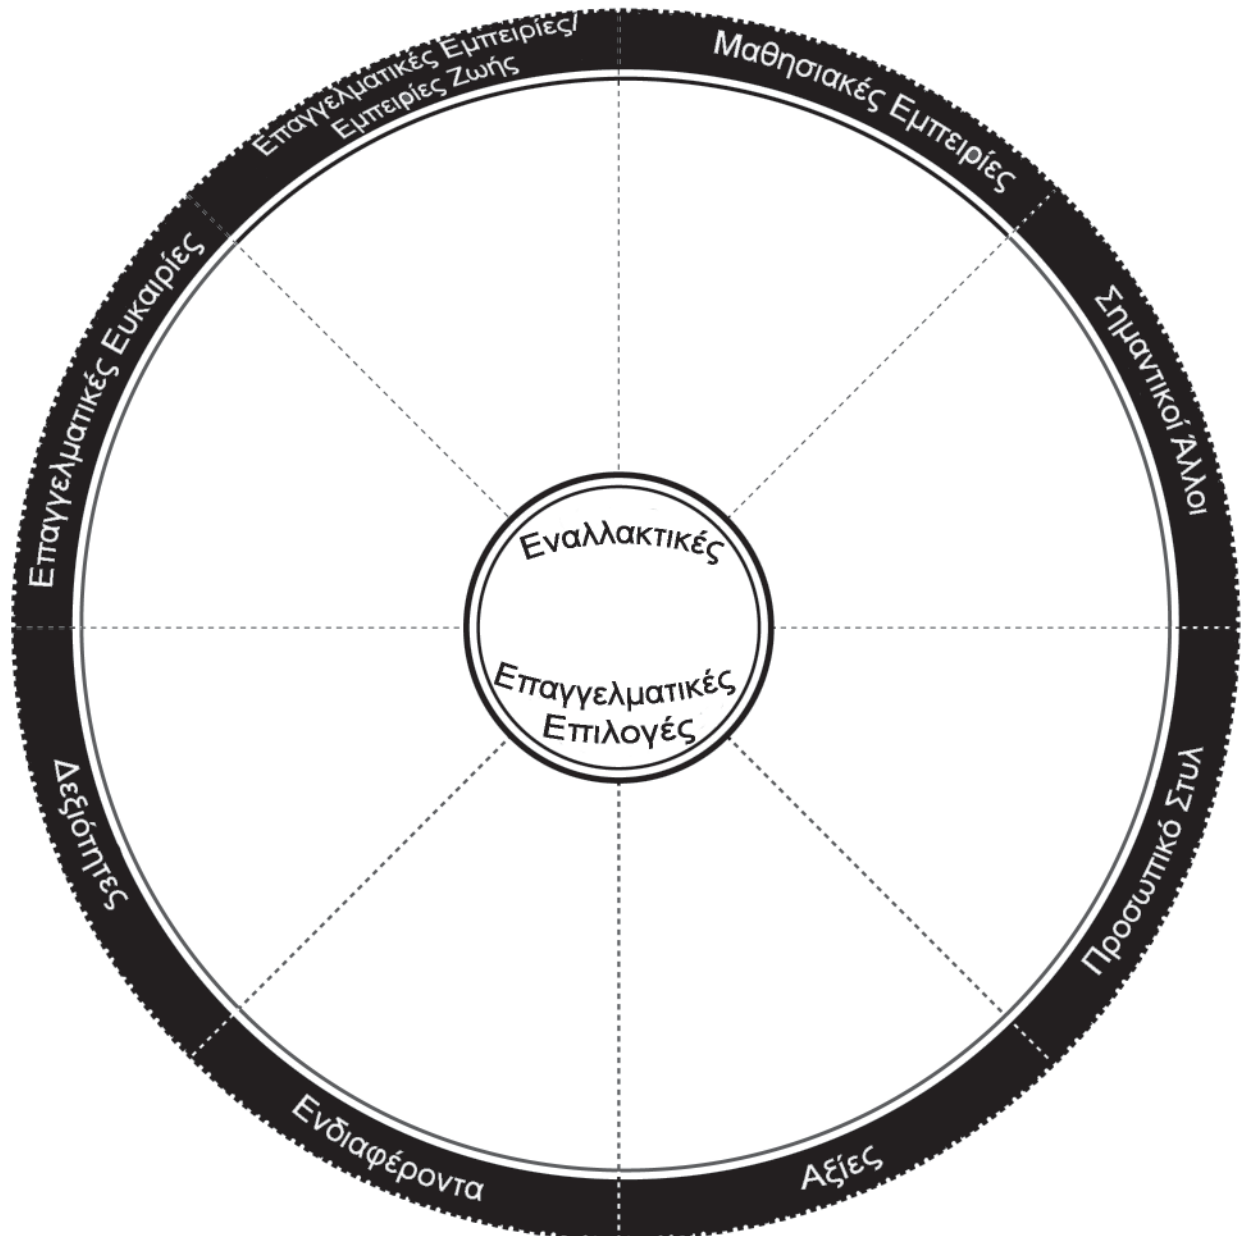 Επαγγελματικές Εμπειρίες/
Εμπειρίες Ζωής
Μαθησιακές Εμπειρίες
Σημαντικοί Άλλοι
Προσωπικό Στυλ
Αξίες
Ενδιαφέροντα
Δεξιότητες
Επαγγελματικές Ευκαιρίες
Εναλλακτικές
Επαγγελματικές
Επιλογές